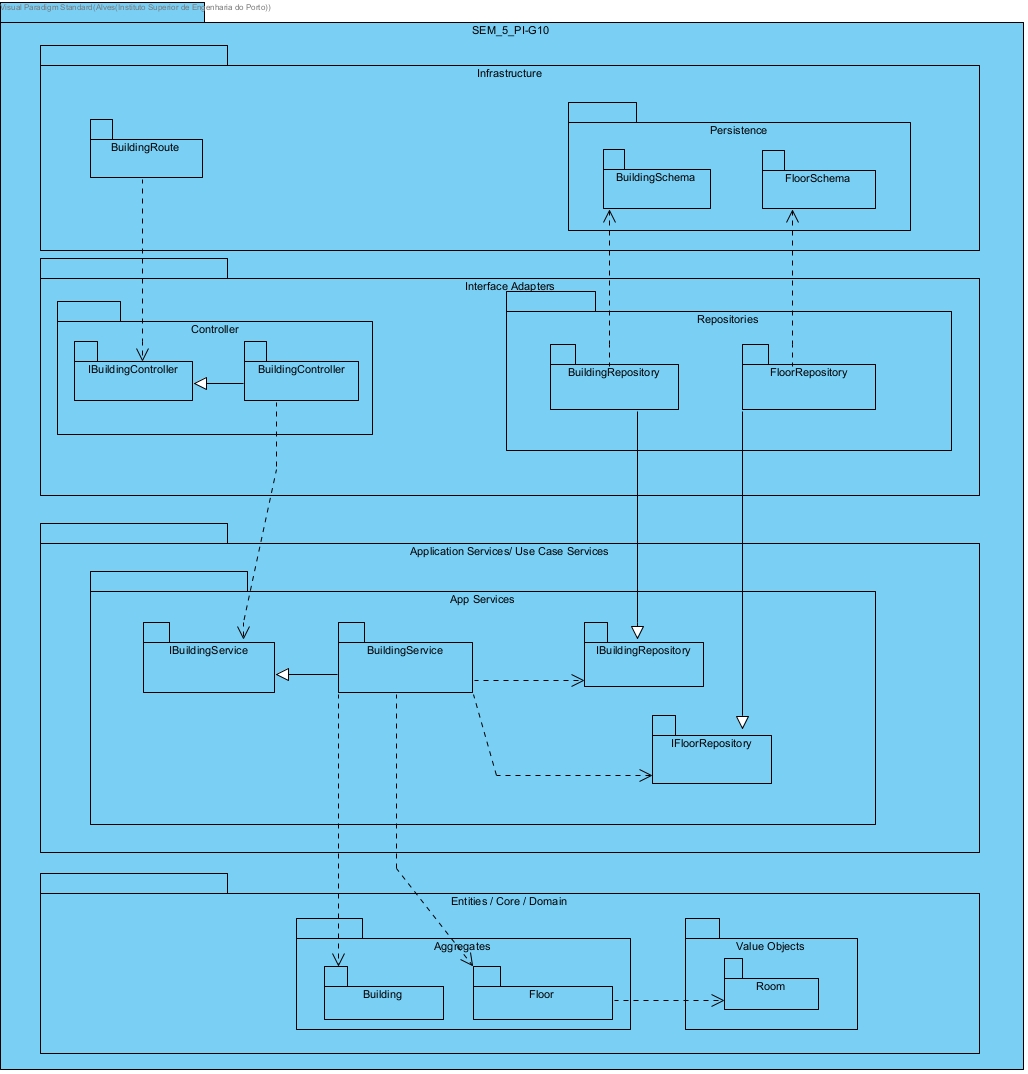 Visual Paradigm Standard(Alves(Instituto Superior de Engenharia do Porto))
SEM_5_PI-G10
Infrastructure
BuildingRoute
Persistence
BuildingSchema
FloorSchema
Interface Adapters
Controller
IBuildingController
BuildingController
Repositories
BuildingRepository
FloorRepository
Application Services/ Use Case Services
App Services
IBuildingService
BuildingService
IBuildingRepository
IFloorRepository
Entities / Core / Domain
Aggregates
Building
Floor
Value Objects
Room